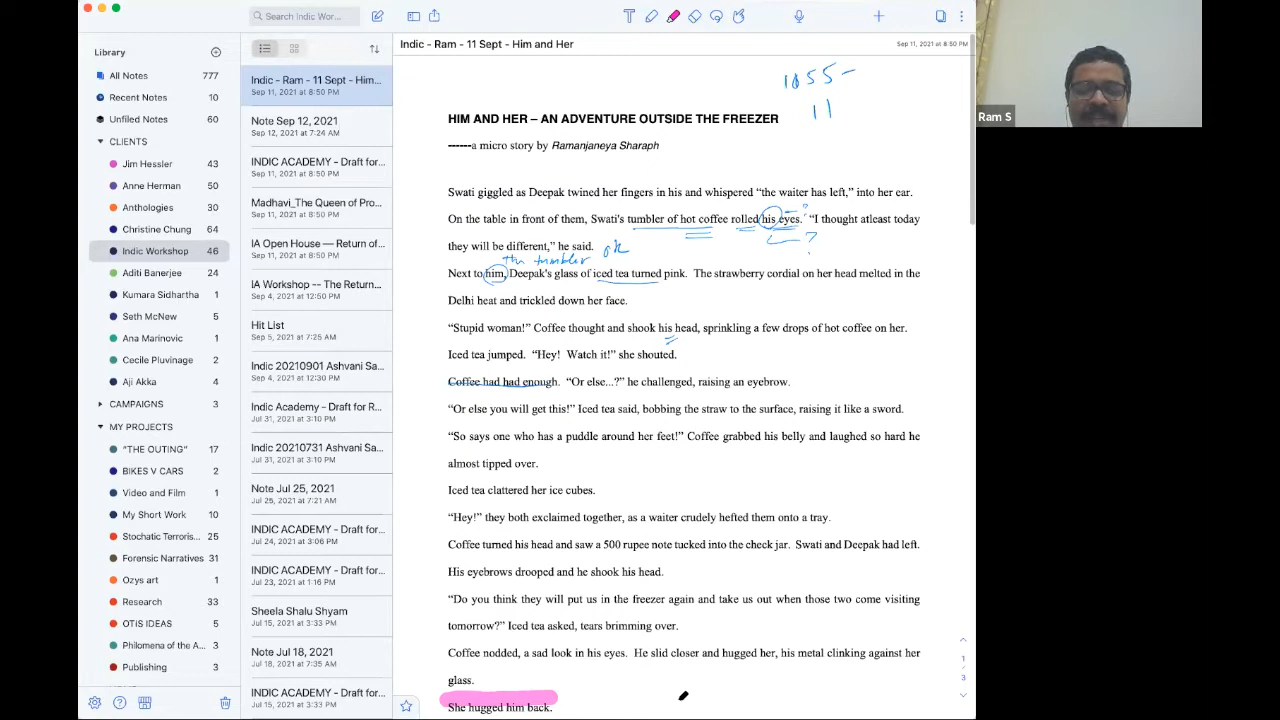 Search Indic Wor...
Indic - Ram - 11 Sept - Him and Her
Sep 11, 2021 at 8:50 PM
Library
All Notes 777
Recent Notes 10
Unfiled Notes 60
CLIENTS
Jim Hessler 43
Anne Herman 50
Anthologies 30
Christine Chung 64
Indic Workshop 46
Aditi Banerjee 24
Kumara Sidhartha 1
Seth McNew 5
Ana Marinovic 1
Cecile Pluvinage 2
Aji Akka 4
CAMPAIGNS 3
MY PROJECTS
"THE OUTING" 17
BIKES V CARS 2
Video and Film 1
My Short Work 10
Stochatic Terroris... 25
Forensic Narratives 31
Ozys art 1
Research 33
OTiS IDEAS 5
Philomena of the A... 3
Publishing 3
Indic - Ram - 11 Sept - Him...
Sep 11, 2021 at 8:50 PM
Note Sep 12, 2021
Sep 12, 2021 at 7:24 AM
INDIC ACADEMY - Draft for...
Sep 11, 2021 at 8:50 PM
Madhavi_The Queen of Pro...
Sep 11, 2021 at 8:50 PM
IA Open House — Return of...
Sep 11, 2021 at 8:50 PM
IA Workshop -- The Return...
Sep 4, 2021 at 12:50 PM
Hit List
Sep 5, 2021 at 7:25 AM
Indic 20210901 Ashvani Sa...
Sep 4, 2021 at 12:30 PM
Indic Academy - Draft for R...
Jul 31, 2021 at 3:10 PM
Indic 20210731 Ashvani Sa...
Jul 31, 2021 at 3:10 PM
Note Jul 25, 2021
Jul 25, 2021 at 7:21 AM
INDIC ACADEMY - Draft for...
Jul 24, 2021 at 3:06 PM
INDIC ACADEMY - Draft for...
Jul 23, 2021 at 1:16 PM
Sheela Shalu Shyam
Jul 15, 2021 at 3:33 PM
Note Jul 18, 2021
Jul 18, 2021 at 7:35 AM
INDIC ACADEMY - Draft for...
Jul 15, 2021 at 3:33 PM
1055 –
11
HIM AND HER – AN ADVENTURE OUTSIDE THE FREEZER
------a micro story by Ramanjaneya Sharaph
Swati giggled as Deepak twined her fingers in his and whispered “the waiter has left,” into her ear.
On the table in front of them, Swati's tumbler of hot coffee rolled his eyes. “I thought atleast today
they will be different,” he said.
?
?
the tumbler ok
Next to him, Deepak's glass of iced tea turned pink. The strawberry cordial on her head melted in the
Delhi heat and trickled down her face.
“Stupid woman!” Coffee thought and shook his head, sprinkling a few drops of hot coffee on her.
Iced tea jumped. “Hey! Watch it!” she shouted.
Coffee had had enough. “Or else...?” he challenged, raising an eyebrow.
“Or else you will get this!” Iced tea said, bobbing the straw to the surface, raising it like a sword.
“So says one who has a puddle around her feet!” Coffee grabbed his belly and laughed so hard he
almost tipped over.
Iced tea clattered her ice cubes.
“Hey!” they both exclaimed together, as a waiter crudely hefted them onto a tray.
Coffee turned his head and saw a 500 rupee note tucked into the check jar. Swati and Deepak had left.
His eyebrows drooped and he shook his head.
“Do you think they will put us in the freezer again and take us out when those two come visiting
tomorrow?” Iced tea asked, tears brimming over.
Coffee nodded, a sad look in his eyes. He slid closer and hugged her, his metal clinking against her
glass.
She hugged him back.
1
3
Ram S